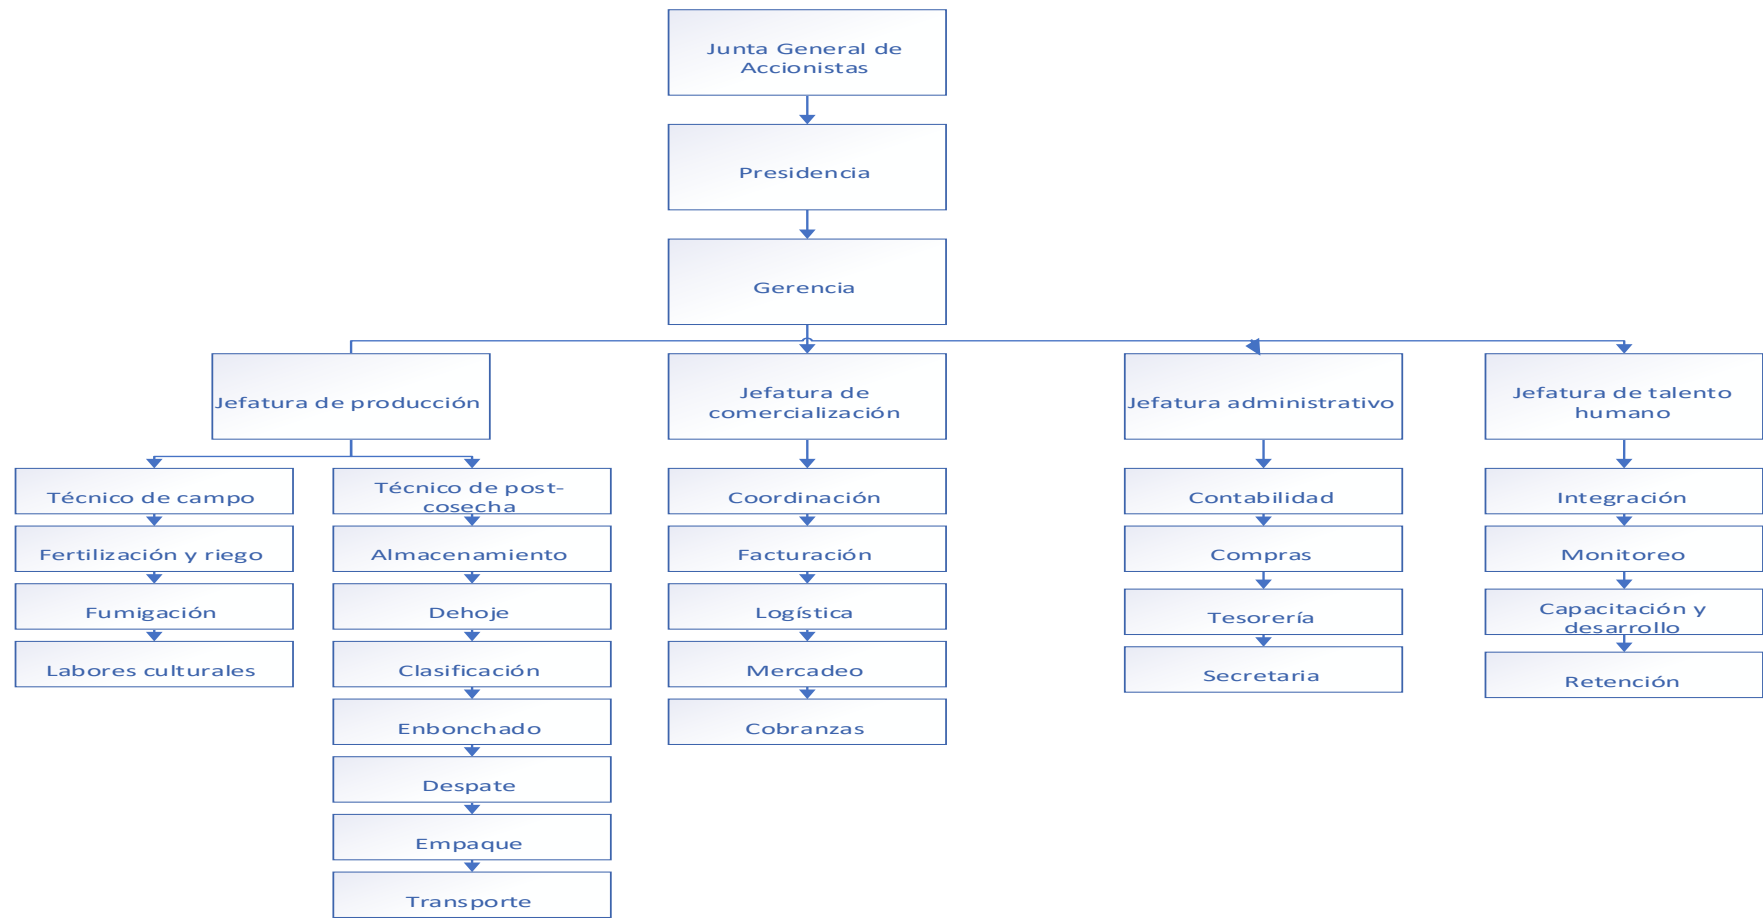 Junta General de
Accionistas
Presidencia
Gerencia
Jefatura de producción
Jefatura de
comercialización
Jefatura administrativo
Jefatura de talento
humano
Técnico de campo
Fertilización y riego
Fumigación
Labores culturales
Técnico de post-
cosecha
Almacenamiento
Dehoje
Clasificación
Enbonchado
Despate
Empaque
Transporte
Coordinación
Facturación
Logística
Mercadeo
Cobranzas
Contabilidad
Compras
Tesorería
Secretaria
Integración
Monitoreo
Capacitación y
desarrollo
Retención